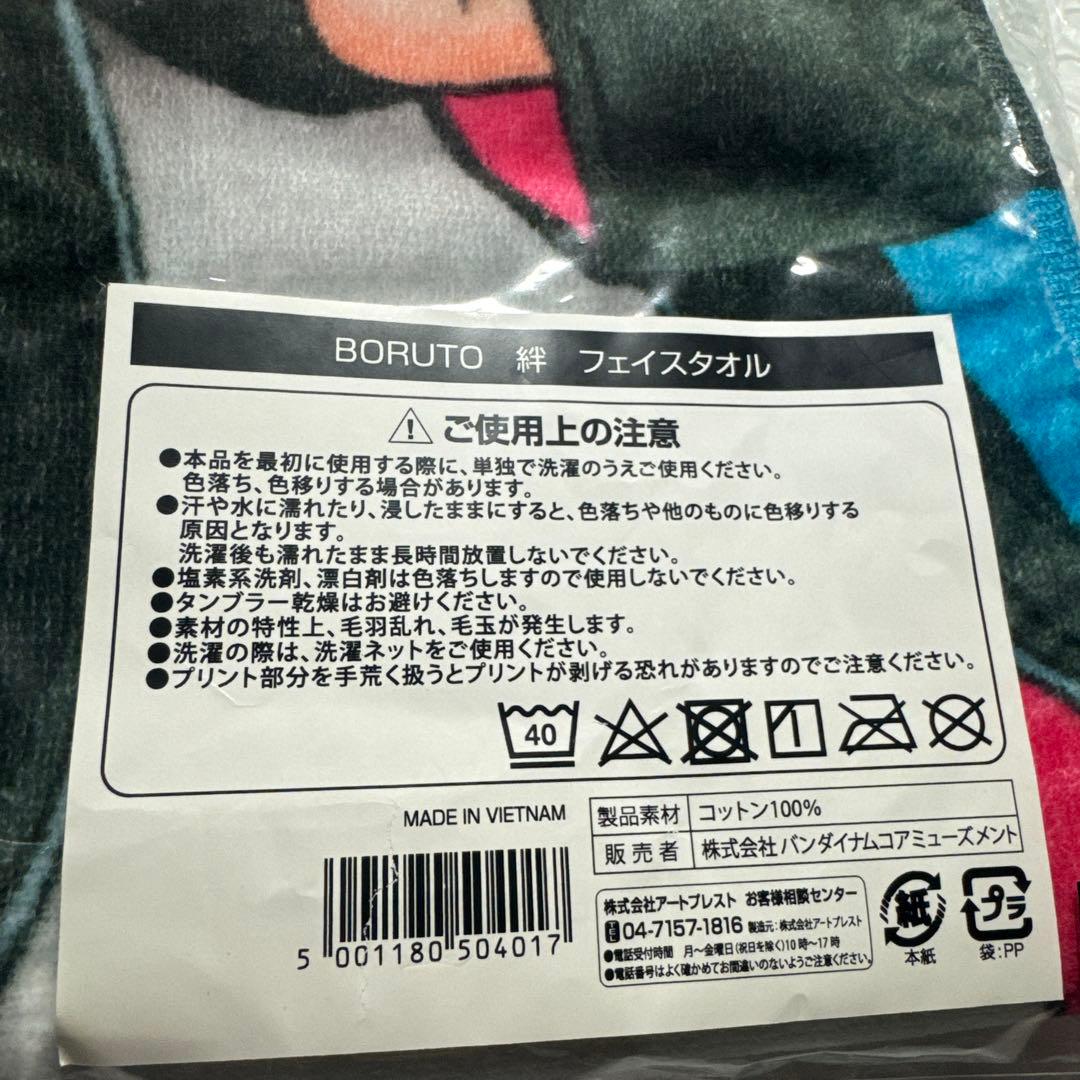 BORUTO 絆 フェイスタオル
ご使用上の注意
●本品を最初に使用する際に、単独で洗濯のうえご使用ください。
色落ち、色移りする場合があります。
●汗や水に濡れたり、浸したままにすると、色落ちや他のものに色移りする
原因となります。
洗濯後も濡れたまま長時間放置しないでください。
●塩素系洗剤、漂白剤は色落ちしますので使用しないでください。
●タンブラー乾燥はお避けください。
●素材の特性上、毛羽乱れ、毛玉が発生します。
●洗濯の際は、洗濯ネットをご使用ください。
●プリント部分を手荒く扱うとプリントが剥げる恐れがありますのでご注意ください。
40
MADE IN VIETNAM
製品素材 コットン100%
販売者 株式会社バンダイナムコアミューズメント
株式会社アートプレスト お客様相談センター
TEL 04-7157-1816 製造元:株式会社アートプレスト
●電話受付時間 月〜金曜日(祝日を除く)10時〜17時
●電話番号はよく確かめてお間違いのないようご注意ください。
紙
本紙
プラ
袋:PP
5 001180 504017